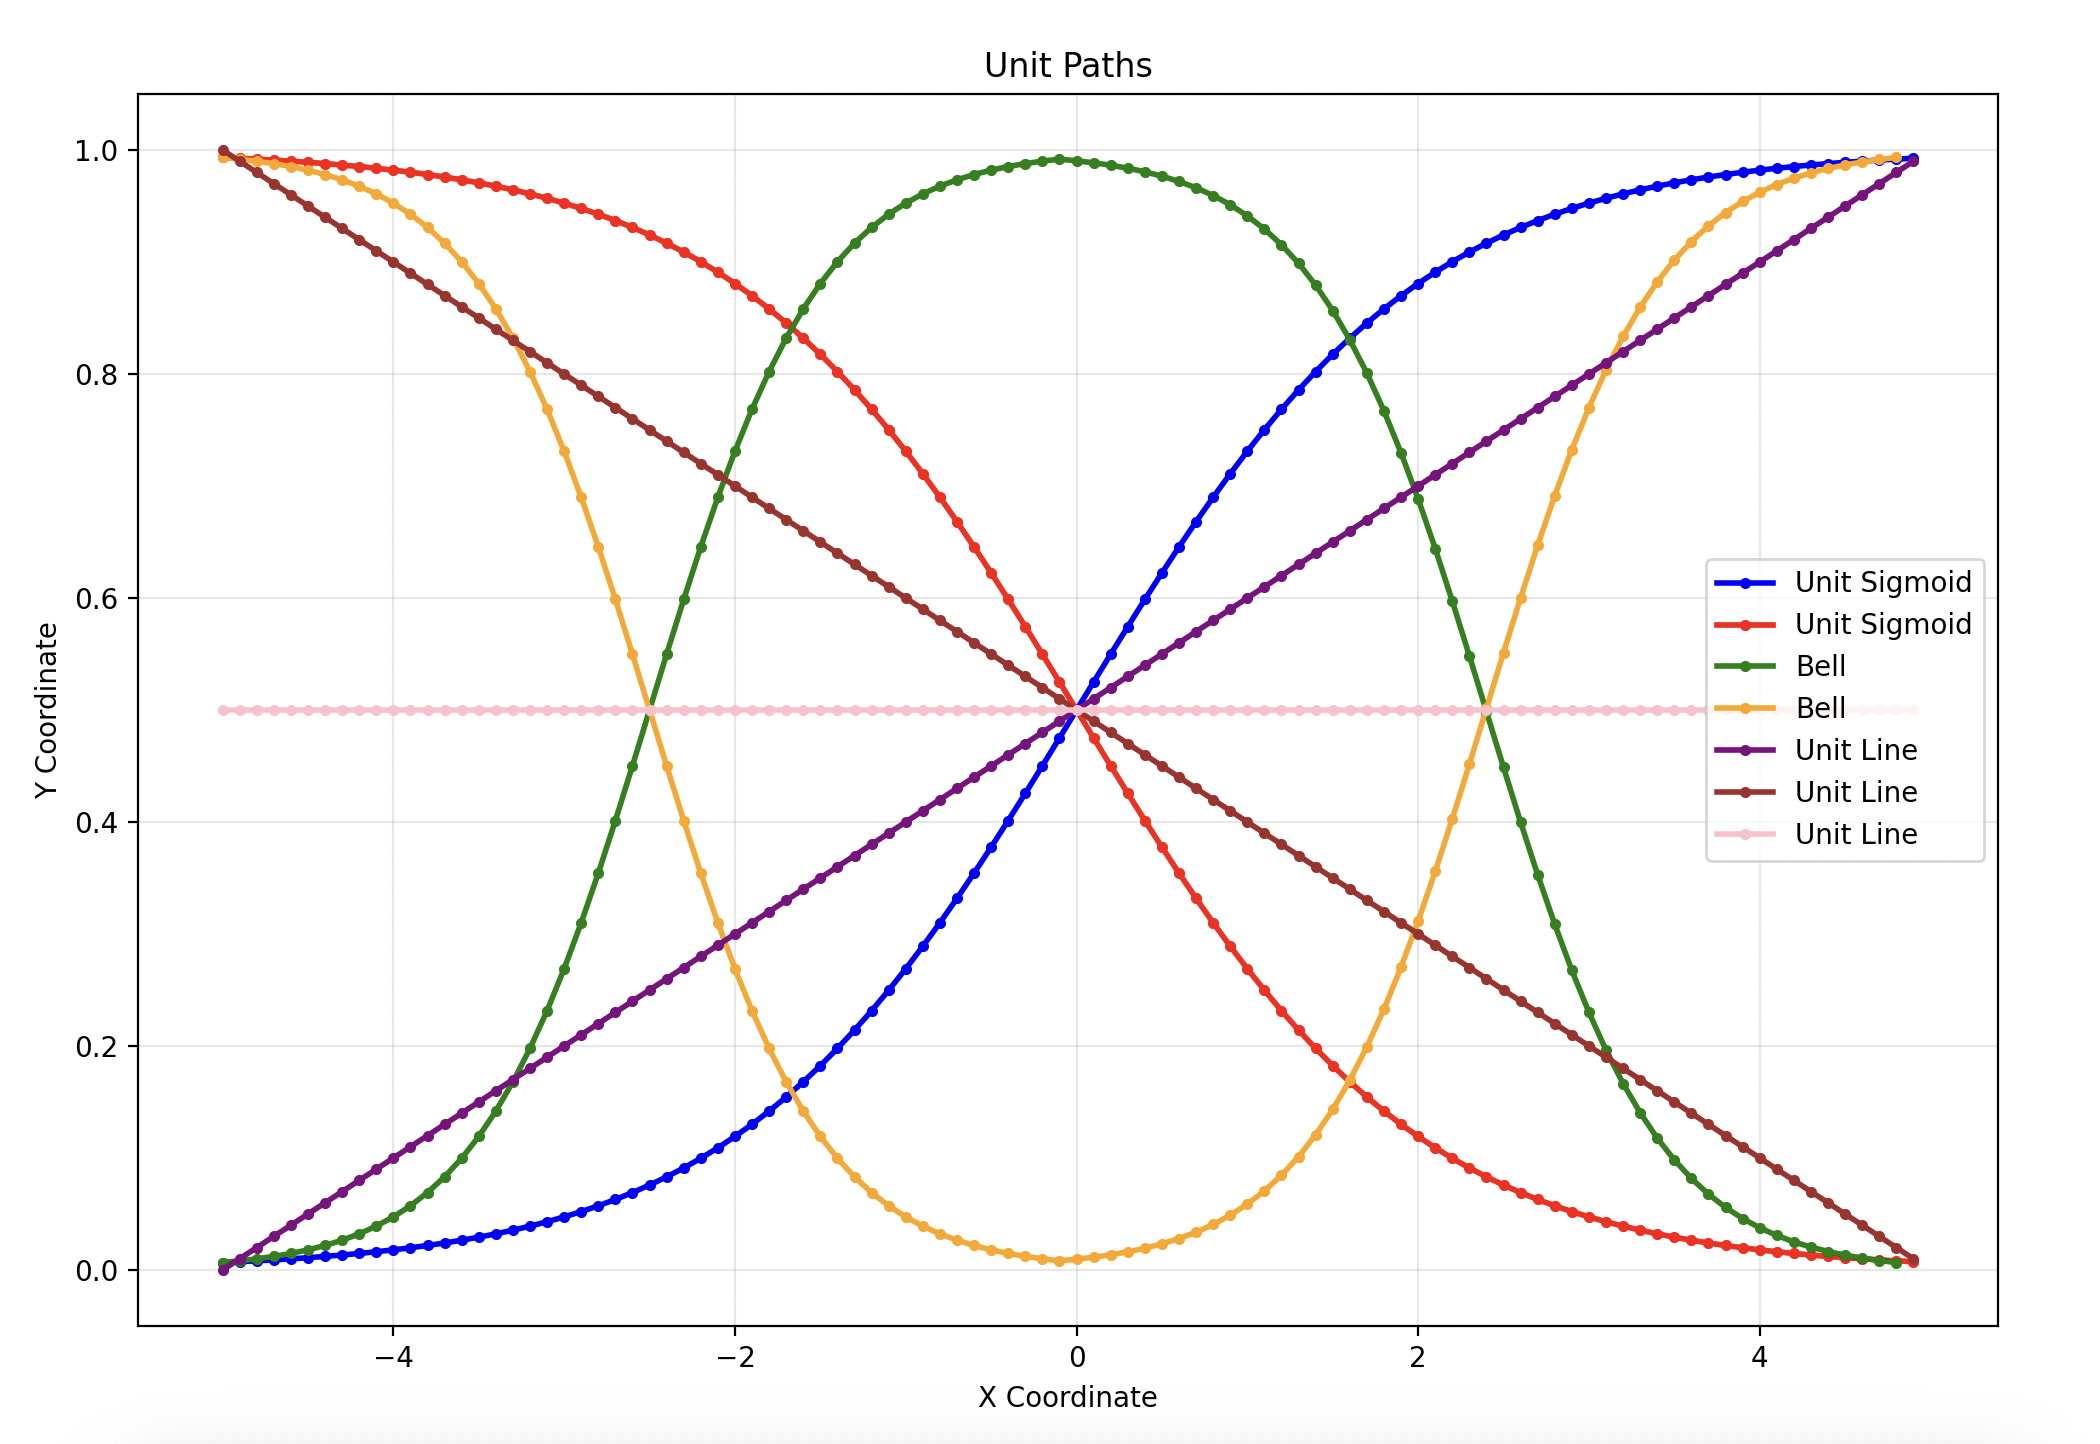 Unit Paths
1.0
0.8
0.6
0.4
0.2
0.0
Y Coordinate
−4
−2
0
2
4
X Coordinate
Unit Sigmoid
Unit Sigmoid
Bell
Bell
Unit Line
Unit Line
Unit Line